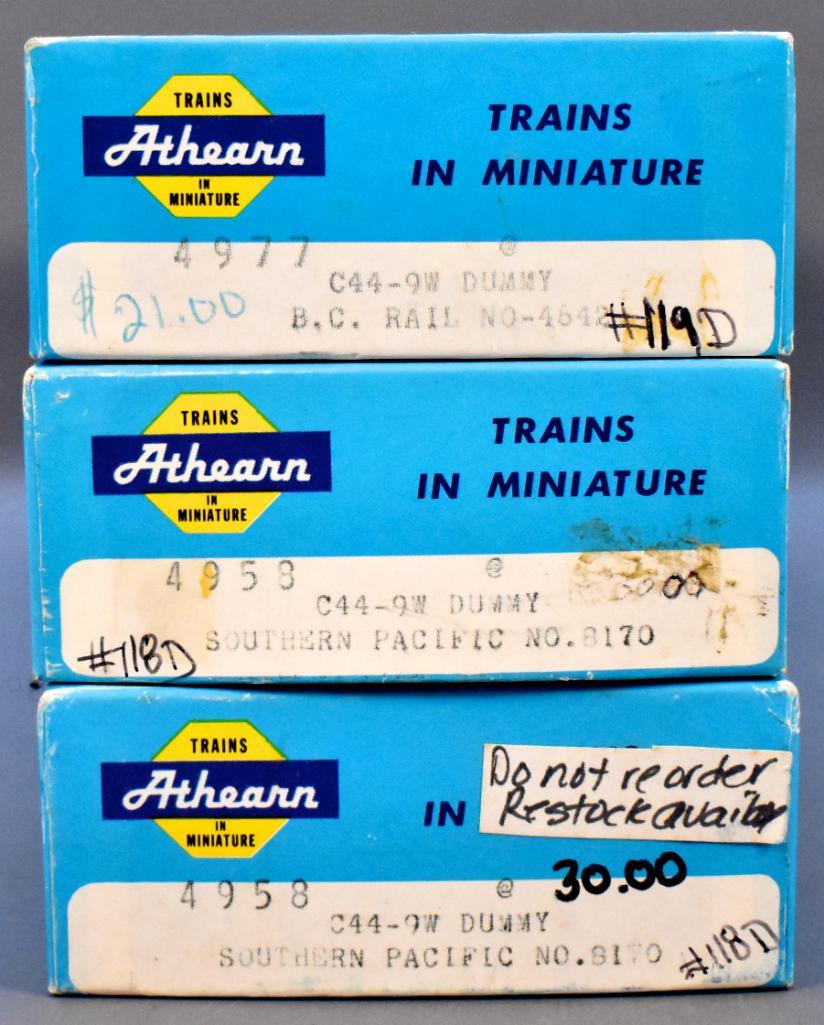 TRAINS
Athearn
IN
MINIATURE
TRAINS
IN MINIATURE
4977 @
C44-9W DUMMY
$21.00
B.C. RAIL NO-4642
#119D
TRAINS
Athearn
IN
MINIATURE
TRAINS
IN MINIATURE
4958 @
00
C44-9W DUMMY
SOUTHERN PACIFIC NO.8170
#118D
TRAINS
Athearn
IN
MINIATURE
IN
Do not reorder
Restock
30.00
4958 @
C44-9W DUMMY
SOUTHERN PACIFIC NO.8170
#118D